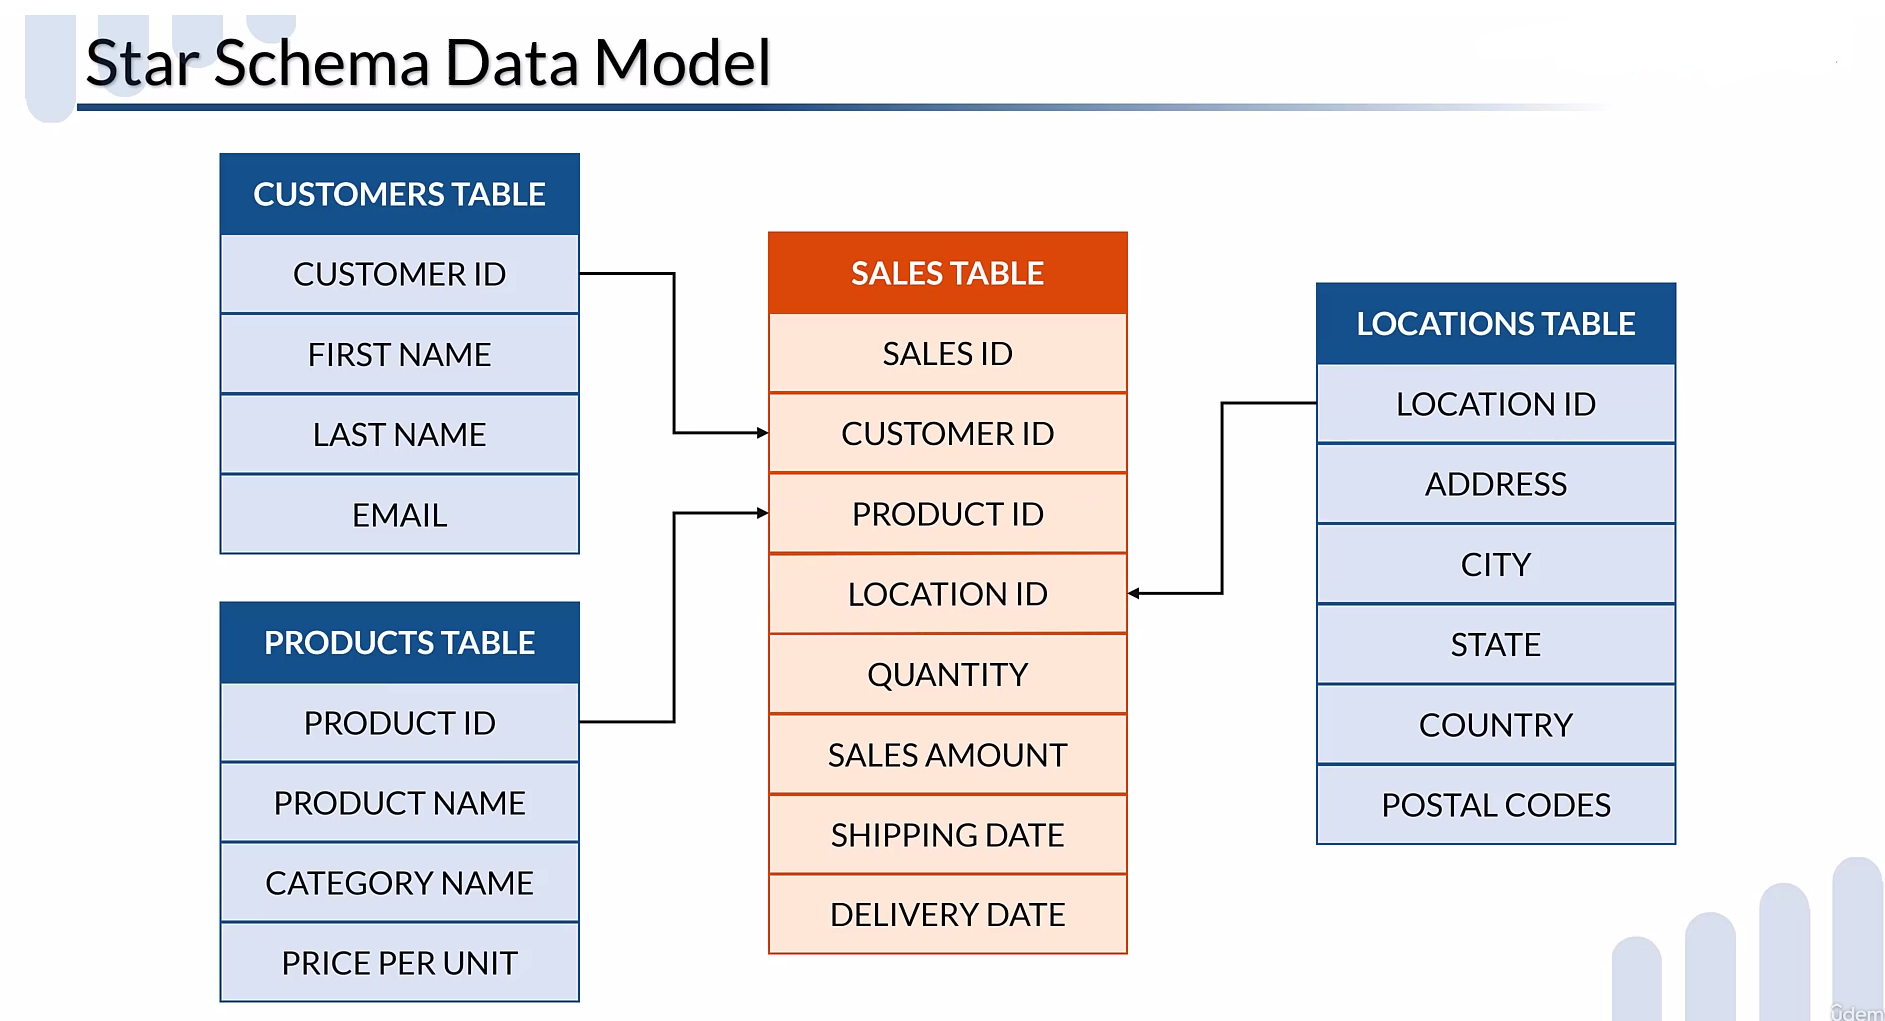 Star Schema Data Model
CUSTOMERS TABLE
CUSTOMER ID
FIRST NAME
LAST NAME
EMAIL
PRODUCTS TABLE
PRODUCT ID
PRODUCT NAME
CATEGORY NAME
PRICE PER UNIT
SALES TABLE
SALES ID
CUSTOMER ID
PRODUCT ID
LOCATION ID
QUANTITY
SALES AMOUNT
SHIPPING DATE
DELIVERY DATE
LOCATIONS TABLE
LOCATION ID
ADDRESS
CITY
STATE
COUNTRY
POSTAL CODES